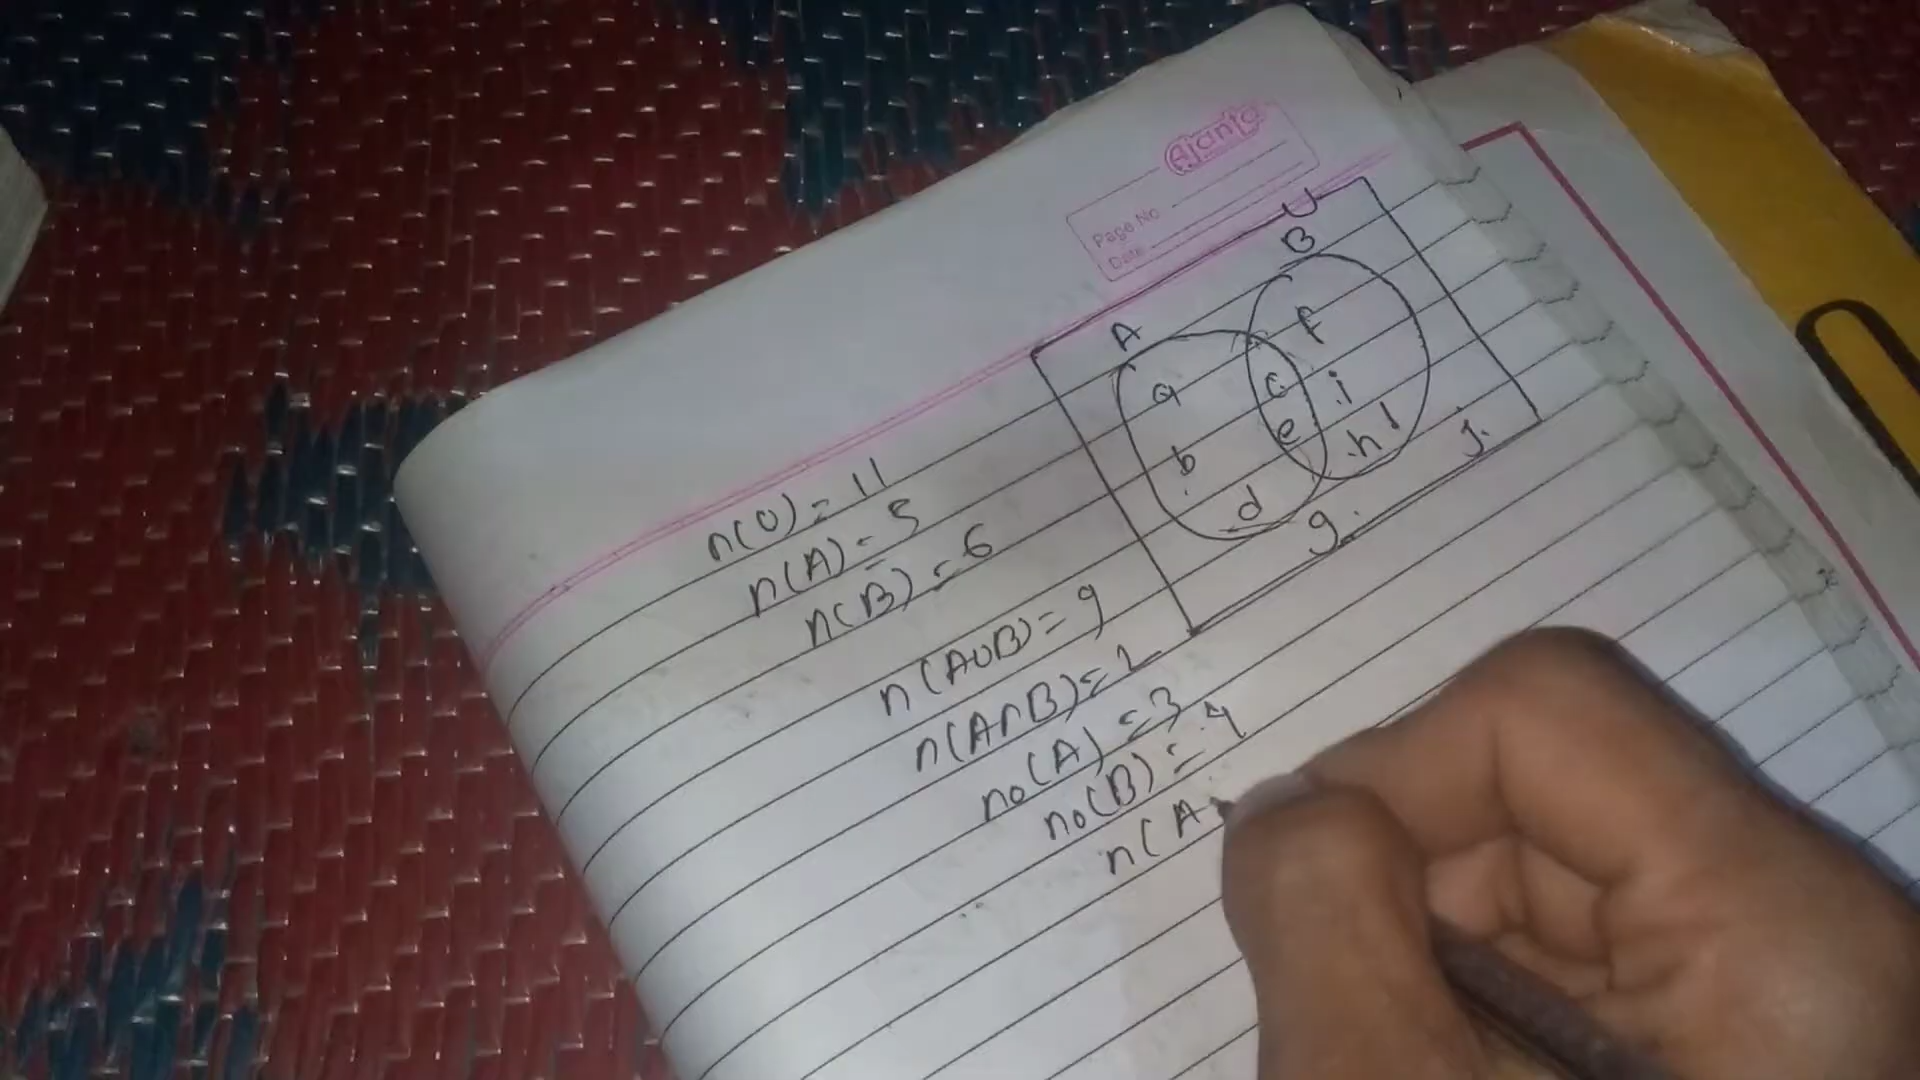 Ajanta
Page No.
Date
U
A
B
a
f
c
i
b
e
h
l
d
j
g
n(U) = 11
n(A) = 5
n(B) = 6
n(A∪B) = 9
n(A∩B) = 2
no(A) = 3
no(B) = 4
n(A